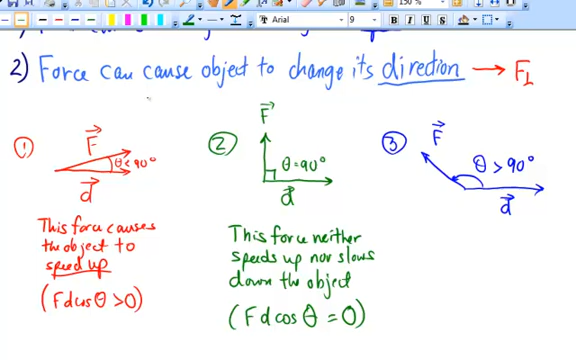 150 %
B I U S
Arial
9
2) Force can cause object to change its direction → F⊥
① F⃗ θ<90° d⃗
This force causes
the object to
speed up
(Fdcosθ>0)
② F⃗ θ=90° d⃗
This force neither
speeds up nor slows
down the object
(Fdcosθ=0)
③ F⃗ θ>90° d⃗